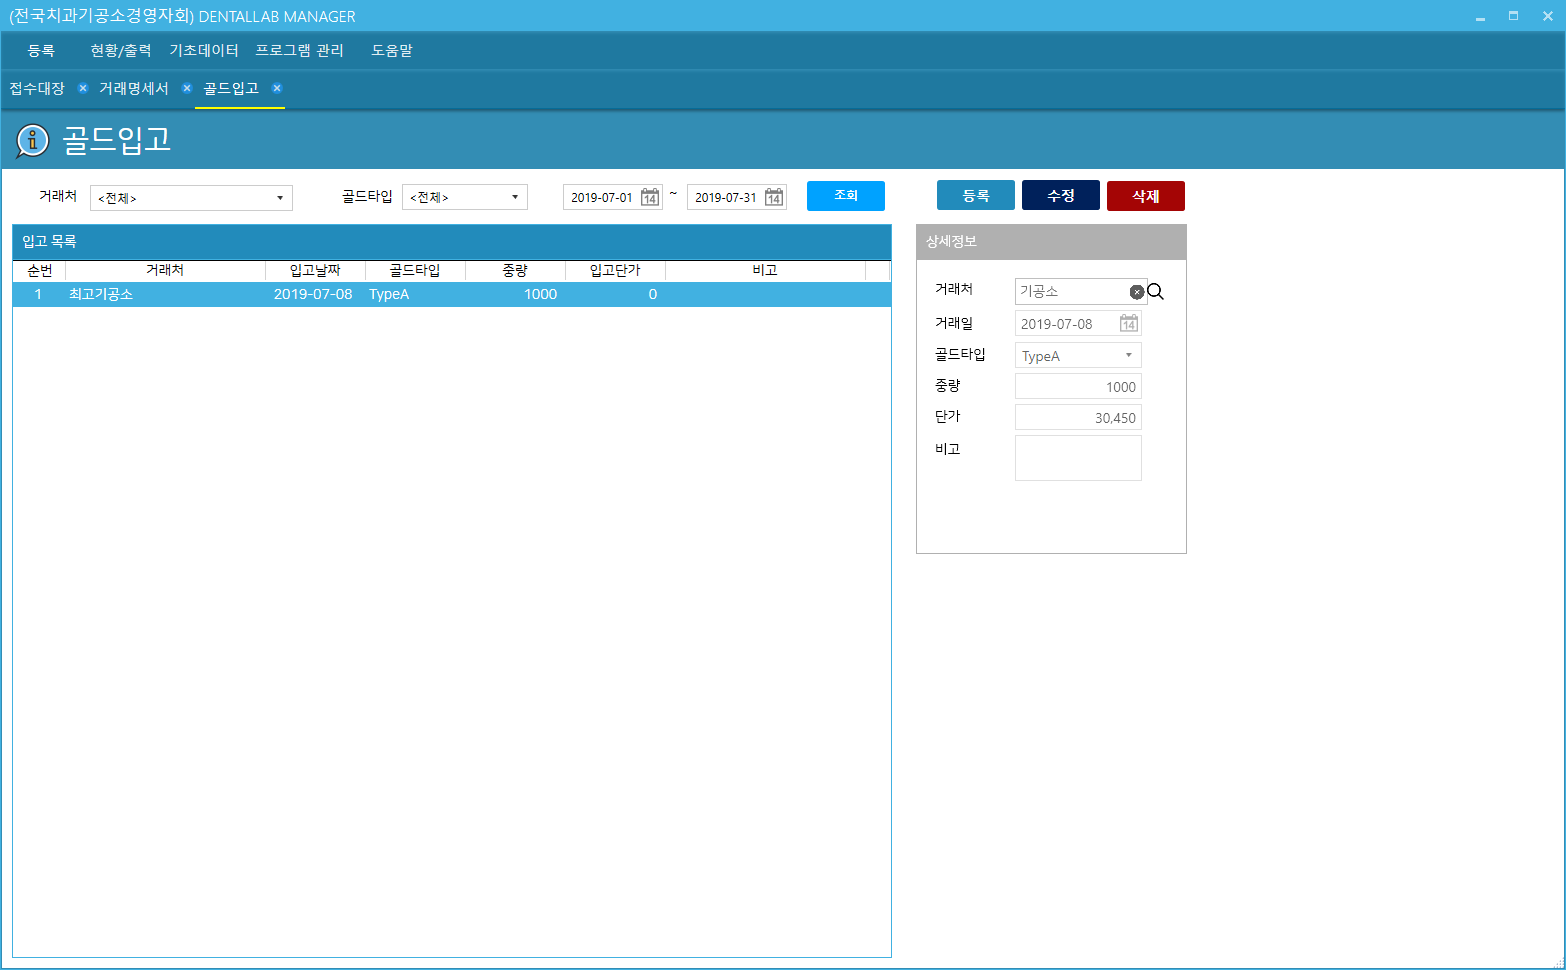 (전국치과기공소경영자회) DENTALLAB MANAGER
등록 현황/출력 기초데이터 프로그램 관리 도움말
접수대장 거래명세서 골드입고
골드입고
거래처 <전체> 골드타입 <전체> 2019-07-01 14 ~ 2019-07-31 14 조회 등록 수정 삭제
입고 목록
순번 거래처 입고날짜 골드타입 중량 입고단가 비고
1 최고기공소 2019-07-08 TypeA 1000 0
상세정보
거래처 기공소
거래일 2019-07-08 14
골드타입 TypeA
중량 1000
단가 30,450
비고